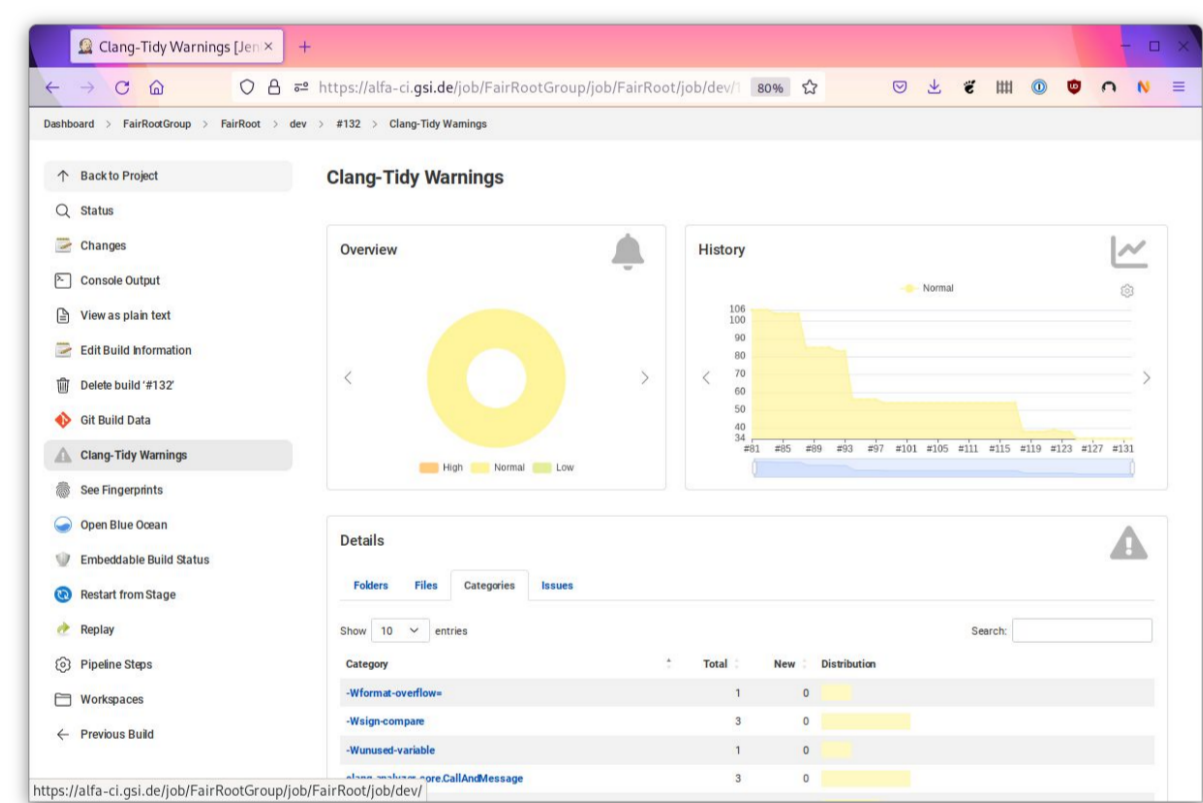 Clang-Tidy Warnings [Jen ×
+
https://alfa-ci.gsi.de/job/FairRootGroup/job/FairRoot/job/dev/1 80%
Dashboard > FairRootGroup > FairRoot > dev > #132 > Clang-Tidy Warnings
Back to Project
Status
Changes
Console Output
View as plain text
Edit Build Information
Delete build '#132'
Git Build Data
Clang-Tidy Warnings
See Fingerprints
Open Blue Ocean
Embeddable Build Status
Restart from Stage
Replay
Pipeline Steps
Workspaces
Previous Build
https://alfa-ci.gsi.de/job/FairRootGroup/job/FairRoot/job/dev/
Clang-Tidy Warnings
Overview
High Normal Low
History
Normal
106
100
90
80
70
60
50
40
34
#81 #85 #89 #93 #97 #101 #105 #111 #115 #119 #123 #127 #131
Details
Folders Files Categories Issues
Show 10 entries Search:
Category Total New Distribution
-Wformat-overflow= 1 0
-Wsign-compare 3 0
-Wunused-variable 1 0
clang-analyzer-core.CallAndMessage 3 0